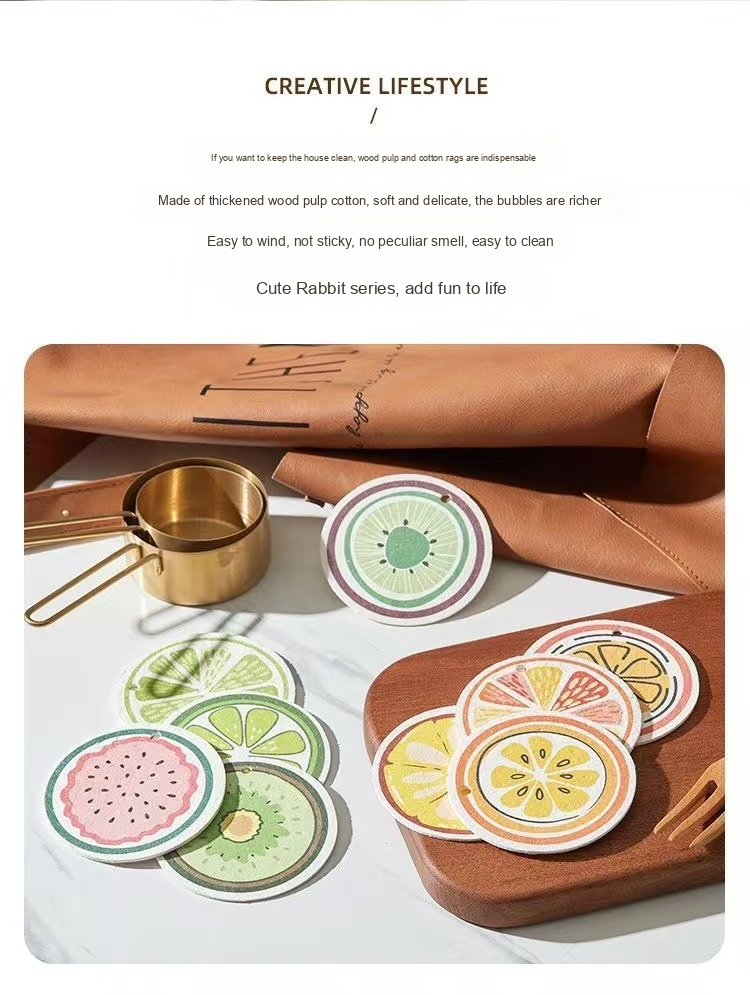 CREATIVE LIFESTYLE
/
If you want to keep the house clean, wood pulp and cotton rags are indispensable
Made of thickened wood pulp cotton, soft and delicate, the bubbles are richer
Easy to wind, not sticky, no peculiar smell, easy to clean
Cute Rabbit series, add fun to life